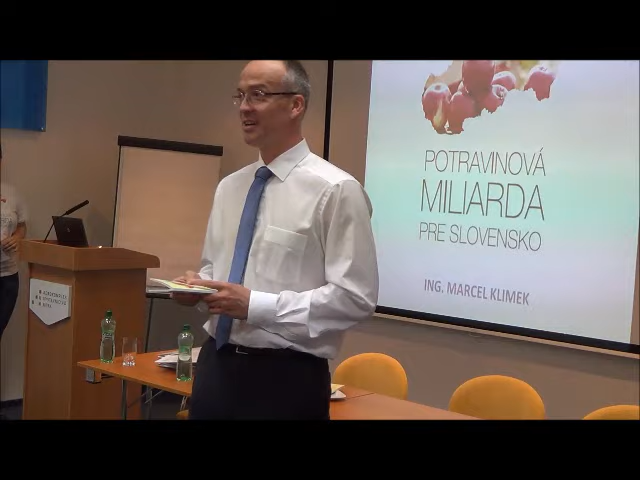 POTRAVINOVÁ
MILIARDA
PRE SLOVENSKO
ING. MARCEL KLIMEK